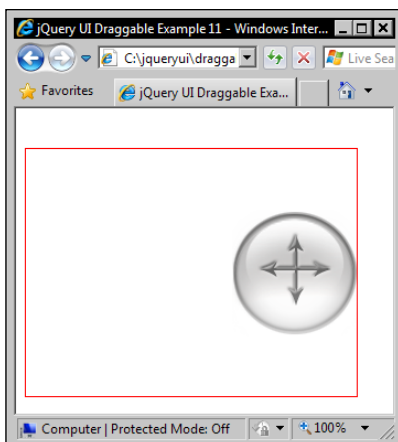 jQuery UI Draggable Example 11 - Windows Inter...
C:\jqueryui\dragga
Live Sea
Favorites
jQuery UI Draggable Exa...
Computer | Protected Mode: Off
100%